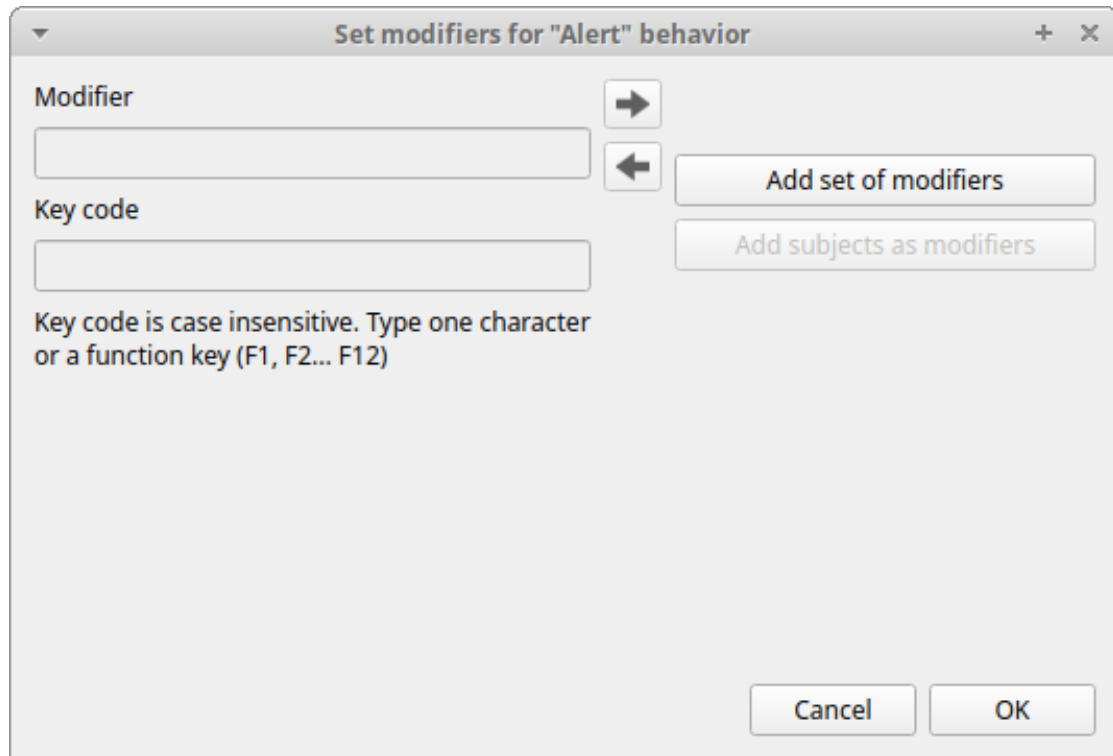 Set modifiers for "Alert" behavior
Modifier
Add set of modifiers
Key code
Add subjects as modifiers
Key code is case insensitive. Type one character
or a function key (F1, F2... F12)
Cancel
OK